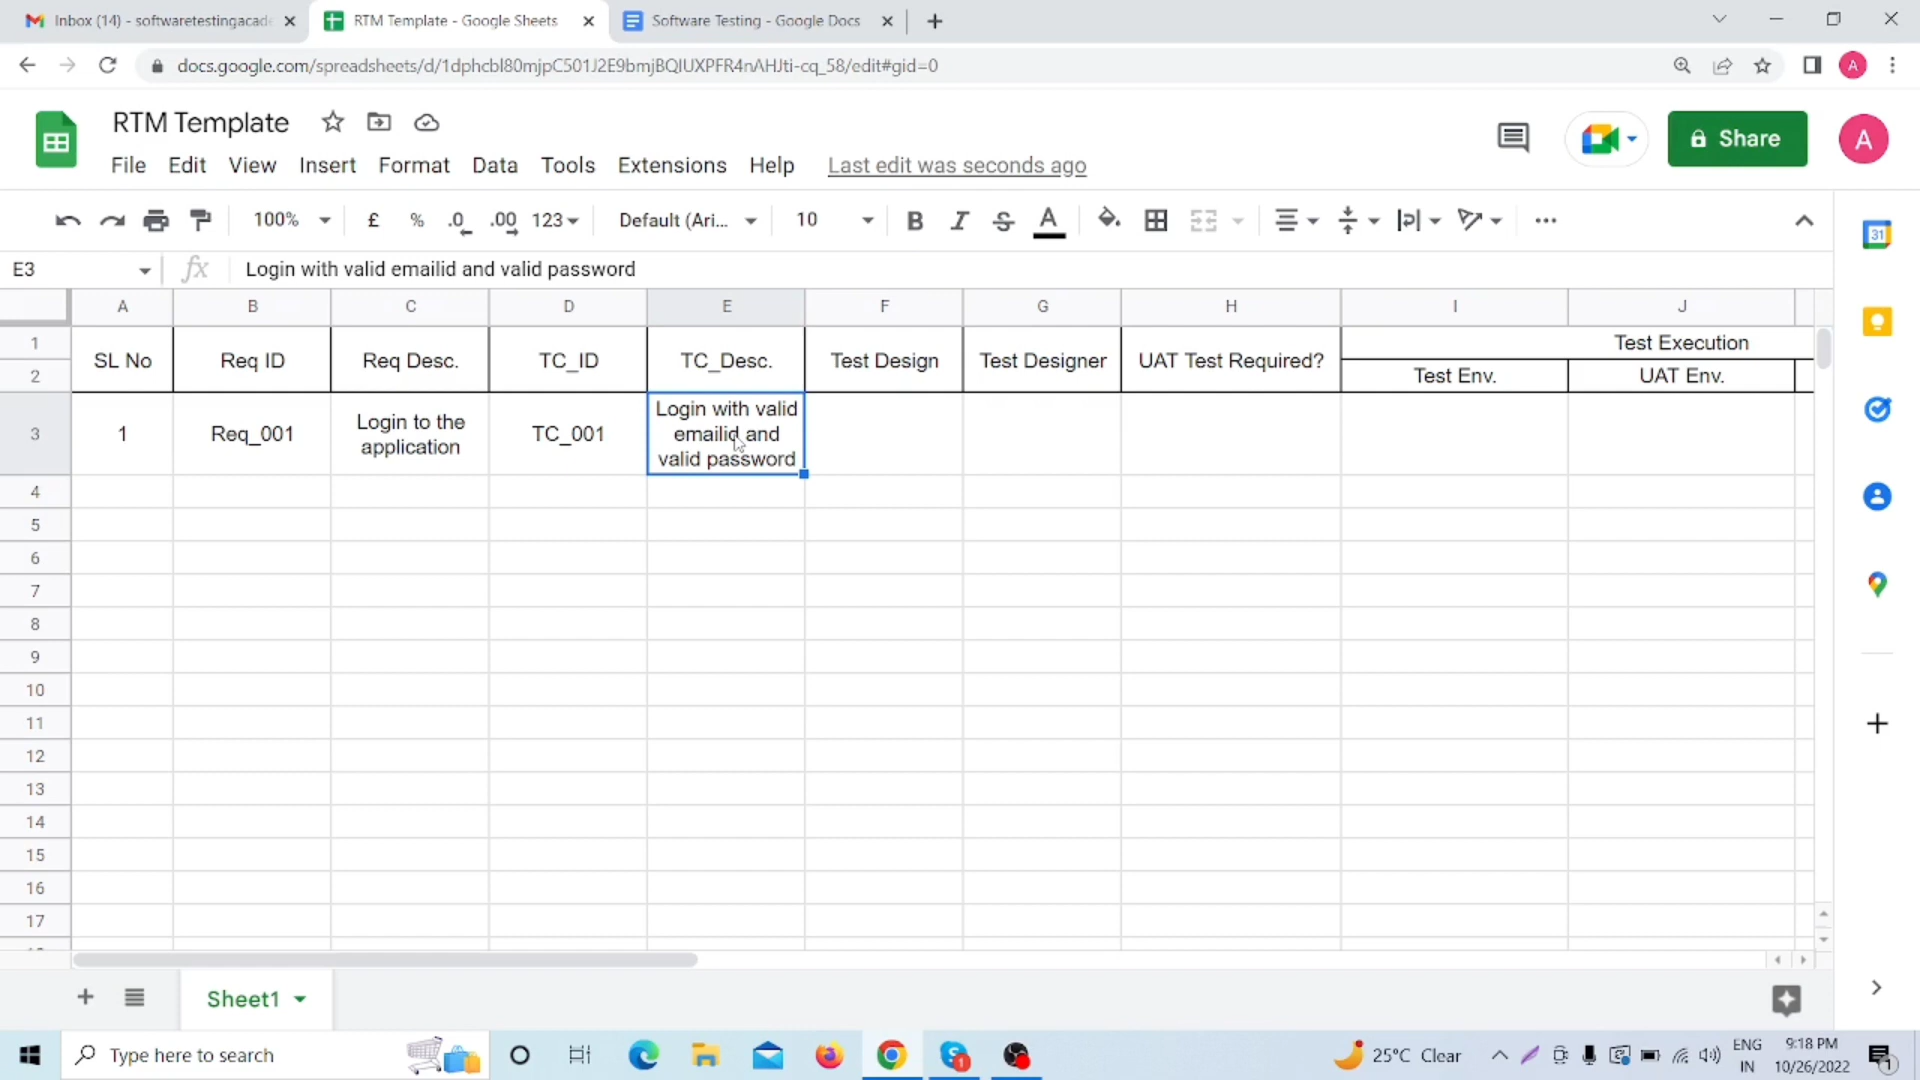 Inbox (14) - softwaretestingacade
RTM Template - Google Sheets
Software Testing - Google Docs
docs.google.com/spreadsheets/d/1dphcbl80mjpC501J2E9bmjBQIUXPFR4nAHJti-cq_58/edit#gid=0
A
RTM Template
File Edit View Insert Format Data Tools Extensions Help Last edit was seconds ago
Share
A
100% £ % .0 .00 123 Default (Ari... 10 B I S A
31
E3 fx Login with valid emailid and valid password
A B C D E F G H I J
1 2
SL No
Req ID
Req Desc.
TC_ID
TC_Desc.
Test Design
Test Designer
UAT Test Required?
Test Execution
Test Env.
UAT Env.
3
1
Req_001
Login to the
application
TC_001
Login with valid
emailid and
valid password
4
5
6
7
8
9
10
11
12
13
14
15
16
17
Sheet1
Type here to search
1
25°C Clear
ENG
IN
9:18 PM
10/26/2022
1